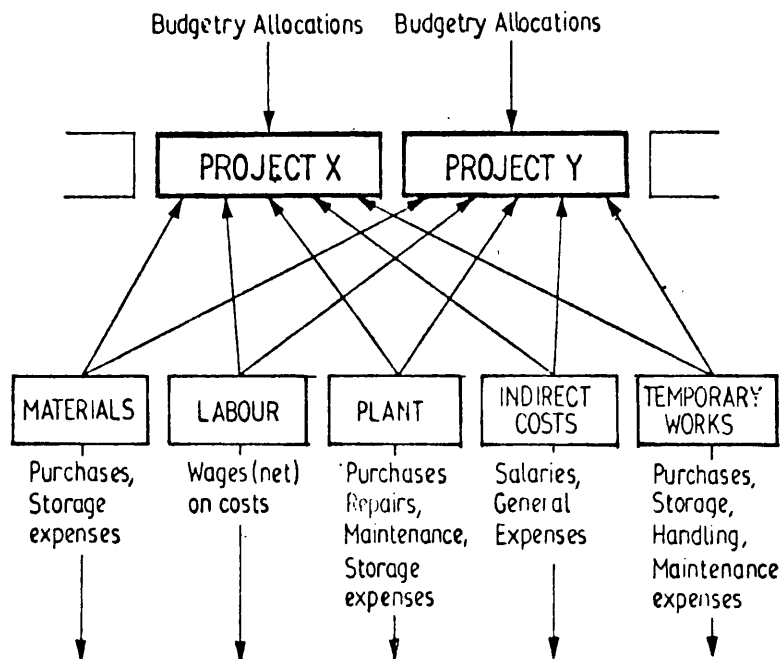 Budgetry Allocations
Budgetry Allocations
PROJECT X
PROJECT Y
MATERIALS
LABOUR
PLANT
INDIRECT
COSTS
TEMPORARY
WORKS
Purchases,
Storage
expenses
Wages(net)
on costs
Purchases
Repairs,
Maintenance,
Storage
expenses
Salaries,
General
Expenses
Purchases,
Storage,
Handling,
Maintenance
expenses